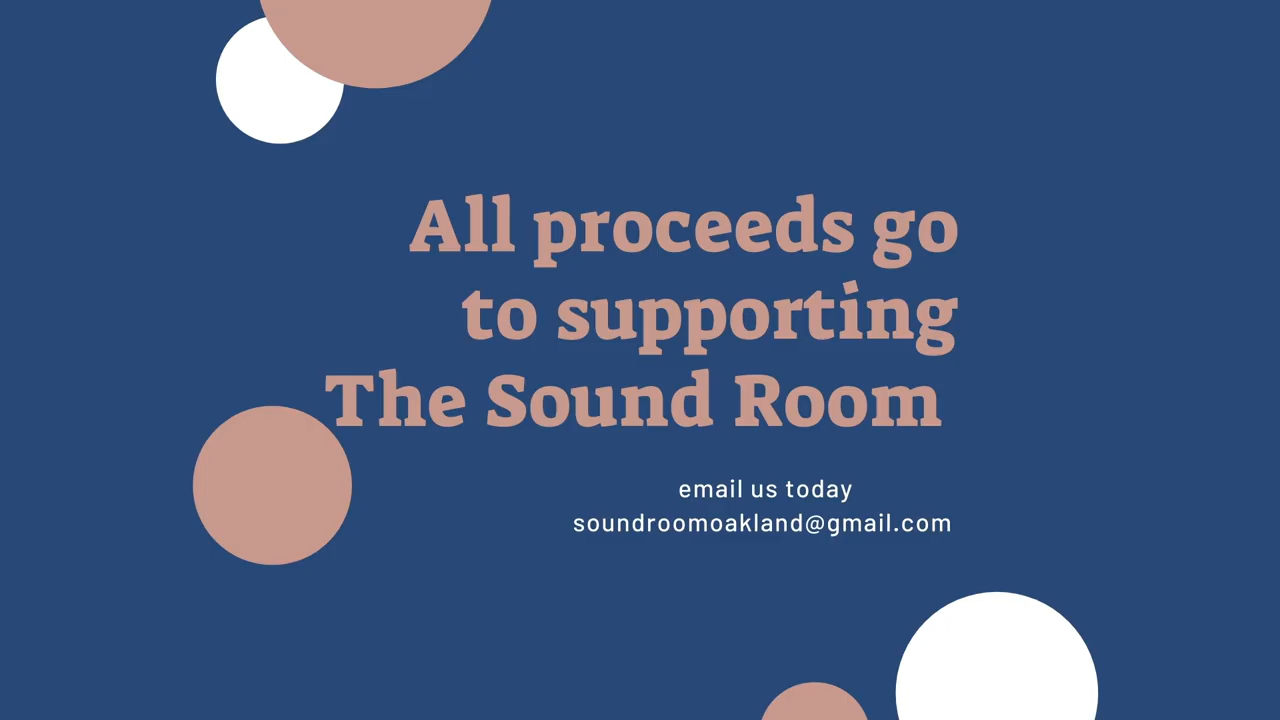 All proceeds go
to supporting
The Sound Room
email us today
soundroomoakland@gmail.com